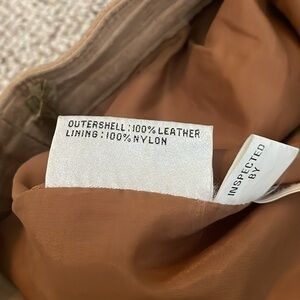 OUTERSHELL:100% LEATHER
LINING:100% NYLON
INSPECTED
BY